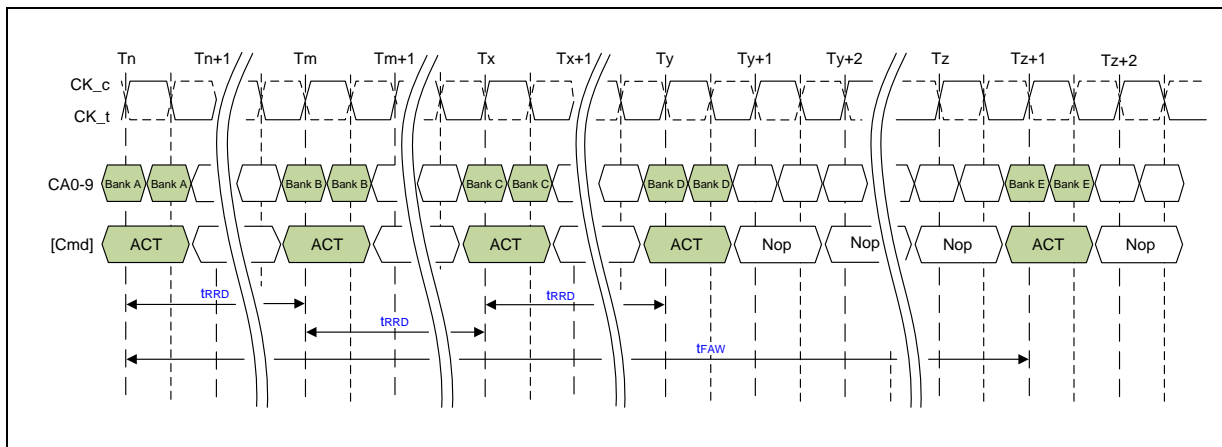 Tn Tn+1 Tm Tm+1 Tx Tx+1 Ty Ty+1 Ty+2 Tz Tz+1 Tz+2
CK_c
CK_t
CA0-9 Bank A Bank A Bank B Bank B Bank C Bank C Bank D Bank D Bank E Bank E
[Cmd] ACT ACT ACT ACT Nop Nop Nop ACT Nop
tRRD tRRD
tRRD
tFAW